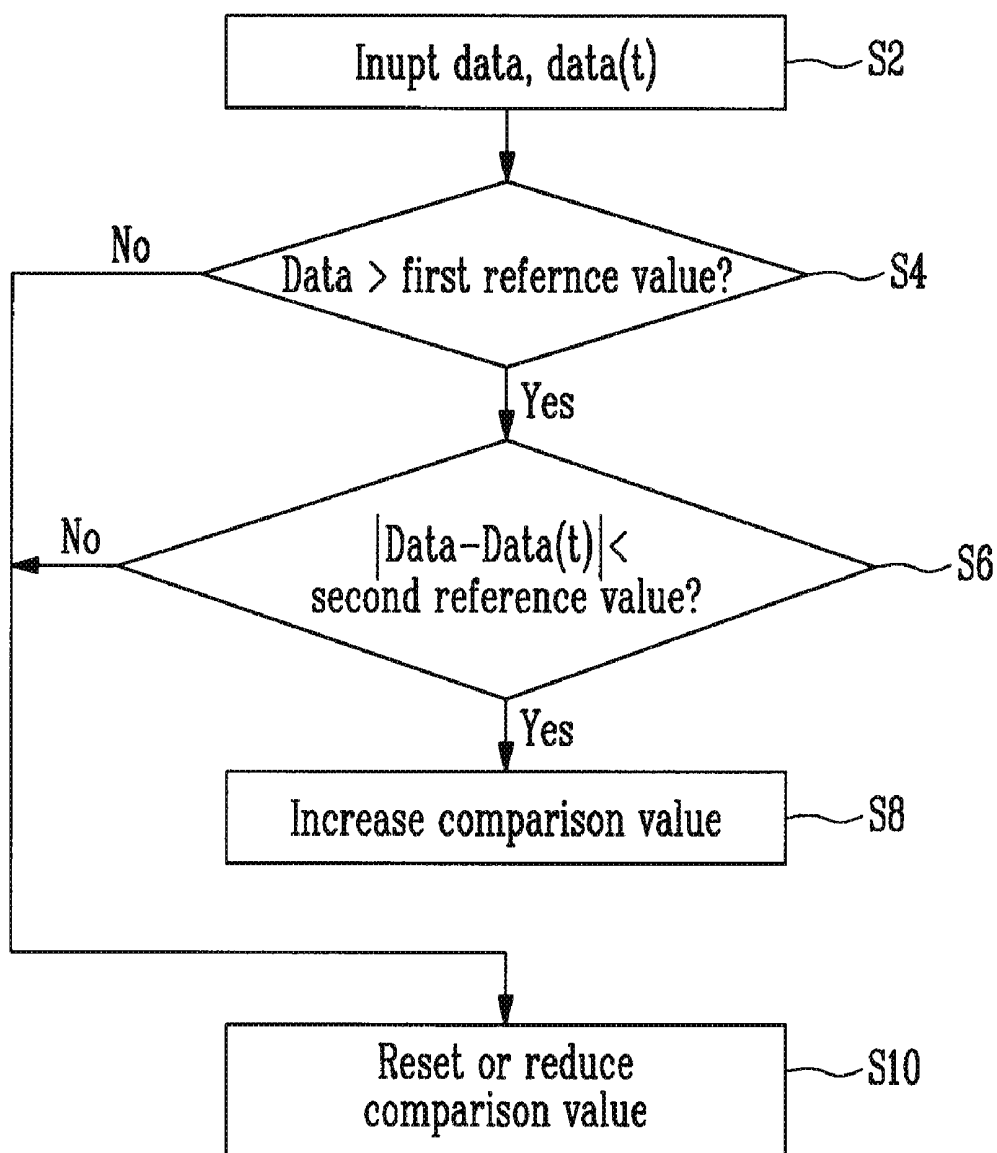 Inupt data, data(t)
S2
No
Data > first refernce value?
S4
Yes
No
|Data-Data(t)|<
second reference value?
S6
Yes
Increase comparison value
S8
Reset or reduce
comparison value
S10